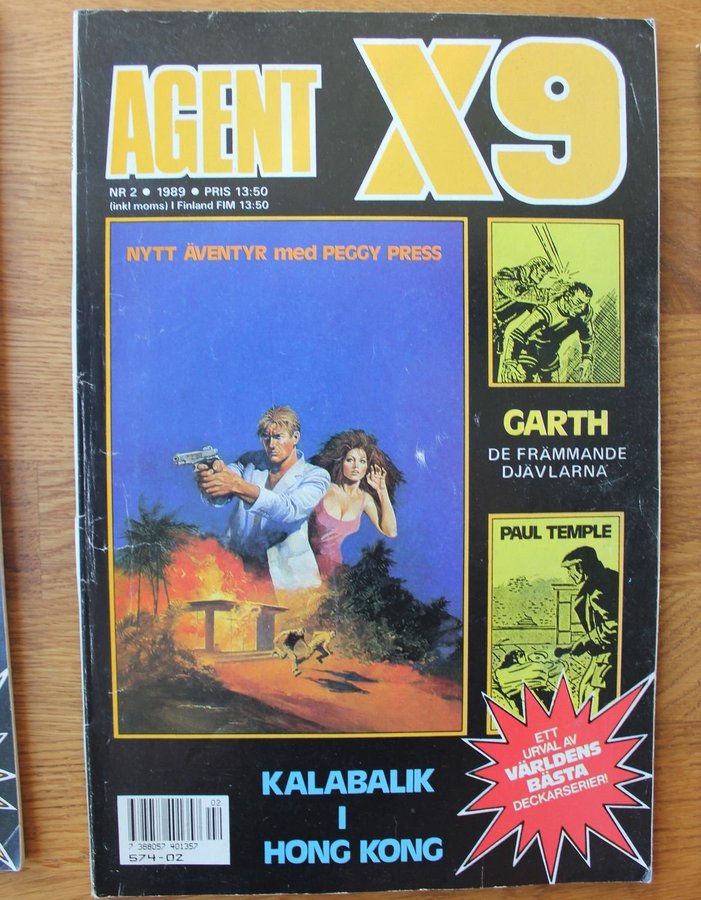 AGENT X9
NR 2 • 1989 • PRIS 13:50
(inkl moms) I Finland FIM 13:50
NYTT ÄVENTYR med PEGGY PRESS
GARTH
DE FRÄMMANDE
DJÄVLARNA
PAUL TEMPLE
ETT
URVAL AV
VÄRLDENS
BÄSTA
DECKARSERIER!
KALABALIK
I
HONG KONG
02
7 388057 401357
574-02